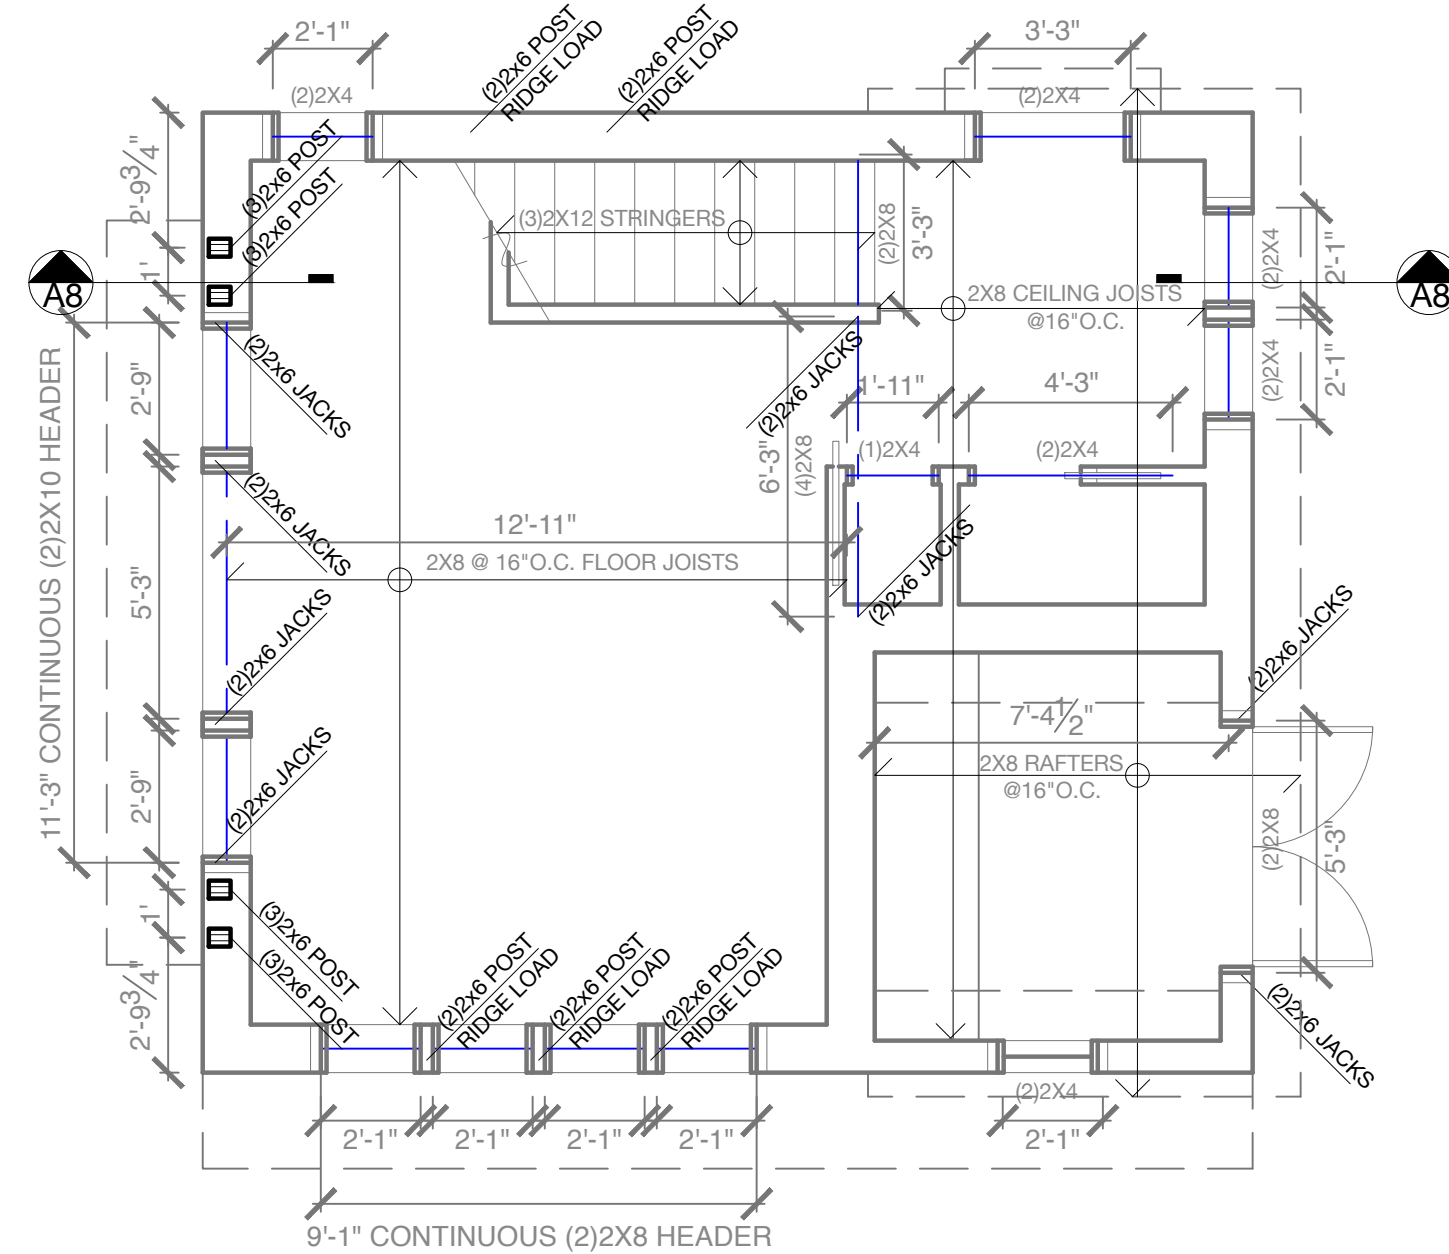 2'-1"
3'-3"
(2)2x6 POST
RIDGE LOAD
(2)2x6 POST
RIDGE LOAD
(2)2X4
(2)2X4
2'-9¾"
(3)2x6 POST
(3)2x6 POST
1'
(3)2X12 STRINGERS
(2)2X8
3'-3"
(2)2X4
2'-1"
A8
A8
2X8 CEILING JOISTS
@16"O.C.
(2)2X4
2'-1"
11'-3" CONTINUOUS (2)2X10 HEADER
2'-9"
(2)2x6 JACKS
(2)2x6 JACKS
1'-11"
4'-3"
6'-3"
(4)2X8
(1)2X4
(2)2X4
(2)2x6 JACKS
12'-11"
2X8 @ 16"O.C. FLOOR JOISTS
(2)2x6 JACKS
5'-3"
(2)2x6 JACKS
(2)2x6 JACKS
7'-4½"
2X8 RAFTERS
@16"O.C.
2'-9"
(2)2x6 JACKS
(2)2X8
5'-3"
1'
(3)2x6 POST
(3)2x6 POST
2'-9¾"
(2)2x6 POST
RIDGE LOAD
(2)2x6 POST
RIDGE LOAD
(2)2x6 POST
RIDGE LOAD
(2)2x6 JACKS
(2)2X4
2'-1"
2'-1"
2'-1"
2'-1"
2'-1"
9'-1" CONTINUOUS (2)2X8 HEADER